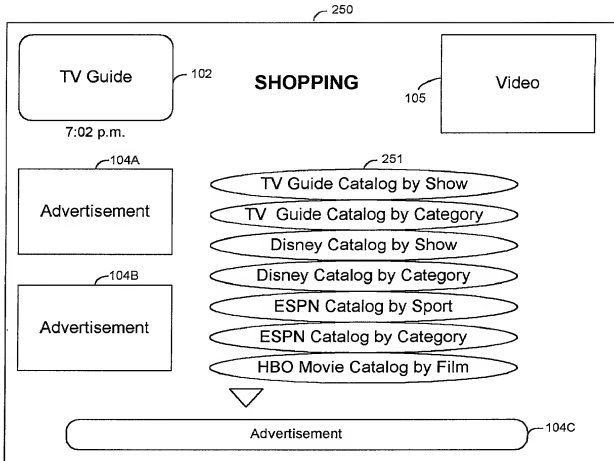 250
TV Guide
102
SHOPPING
105
Video
7:02 p.m.
104A
Advertisement
251
TV Guide Catalog by Show
TV Guide Catalog by Category
Disney Catalog by Show
Disney Catalog by Category
104B
Advertisement
ESPN Catalog by Sport
ESPN Catalog by Category
HBO Movie Catalog by Film
Advertisement
104C